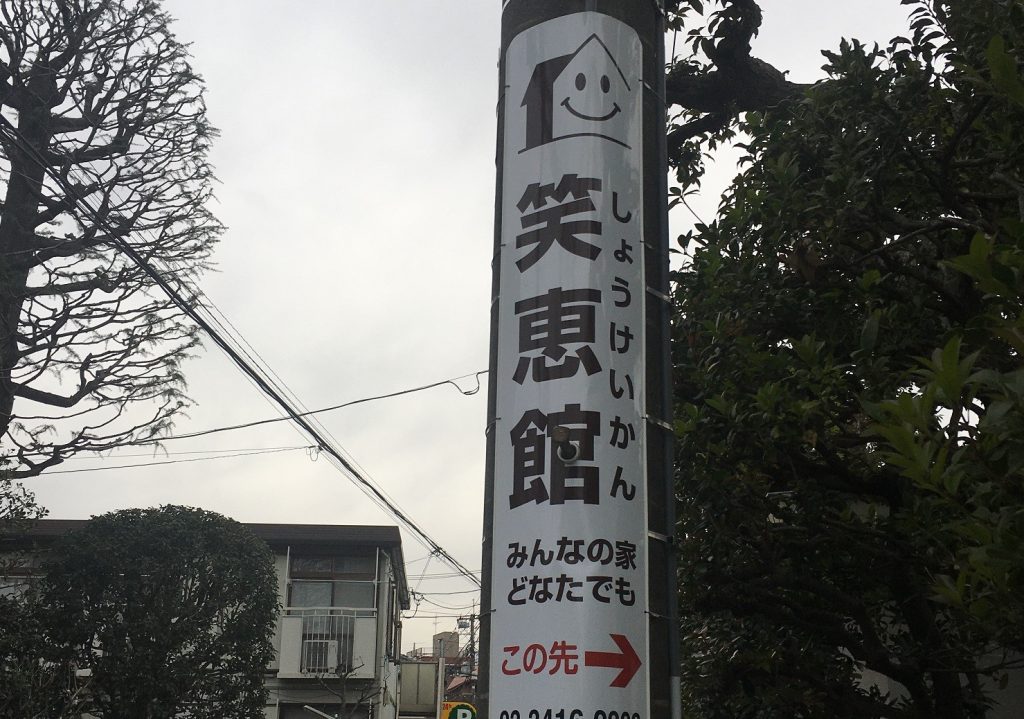 笑恵館
しょうけいかん
みんなの家
どなたでも
この先
P